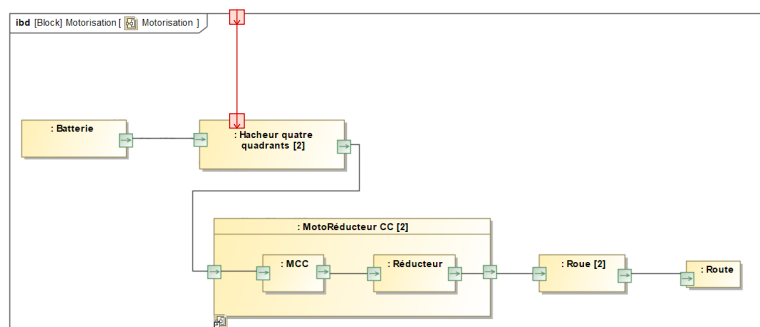 ibd [Block] Motorisation [ Motorisation ]
: Batterie
: Hacheur quatre
quadrants [2]
: MotoRéducteur CC [2]
: MCC
: Réducteur
: Roue [2]
: Route